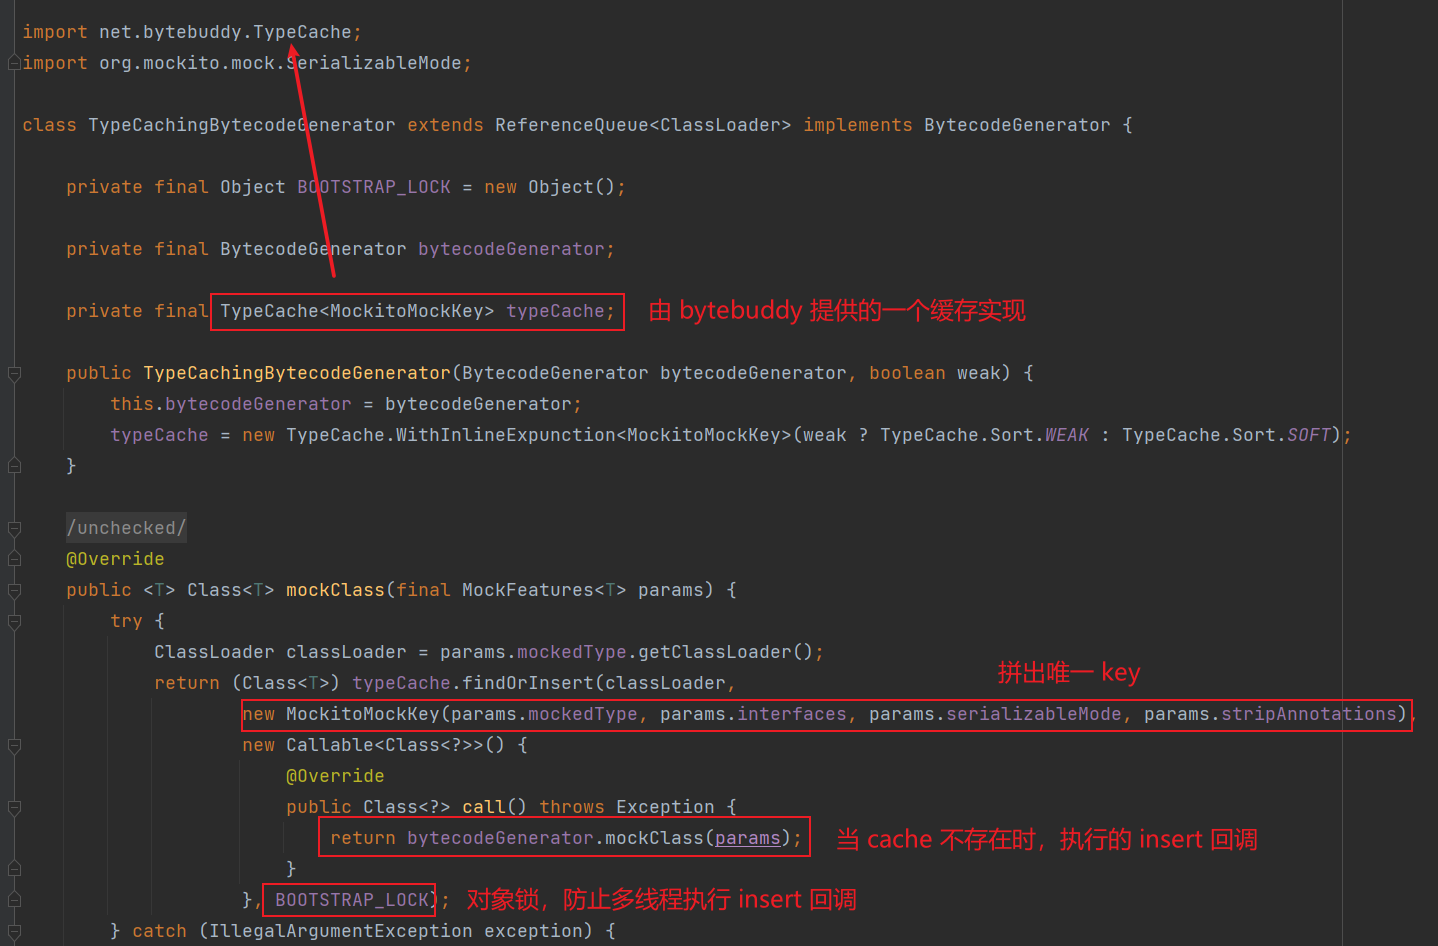 import net.bytebuddy.TypeCache;
import org.mockito.mock.SerializableMode;
class TypeCachingBytecodeGenerator extends ReferenceQueue<ClassLoader> implements BytecodeGenerator {
private final Object BOOTSTRAP_LOCK = new Object();
private final BytecodeGenerator bytecodeGenerator;
private final TypeCache<MockitoMockKey> typeCache; 由 bytebuddy 提供的一个缓存实现
public TypeCachingBytecodeGenerator(BytecodeGenerator bytecodeGenerator, boolean weak) {
this.bytecodeGenerator = bytecodeGenerator;
typeCache = new TypeCache.WithInlineExpunction<MockitoMockKey>(weak ? TypeCache.Sort.WEAK : TypeCache.Sort.SOFT);
}
/unchecked/
@Override
public <T> Class<T> mockClass(final MockFeatures<T> params) {
try {
ClassLoader classLoader = params.mockedType.getClassLoader();
拼出唯一 key
return (Class<T>) typeCache.findOrInsert(classLoader,
new MockitoMockKey(params.mockedType, params.interfaces, params.serializableMode, params.stripAnnotations),
new Callable<Class<?>>() {
@Override
public Class<?> call() throws Exception {
return bytecodeGenerator.mockClass(params); 当 cache 不存在时，执行的 insert 回调
}
}, BOOTSTRAP_LOCK); 对象锁，防止多线程执行 insert 回调
} catch (IllegalArgumentException exception) {